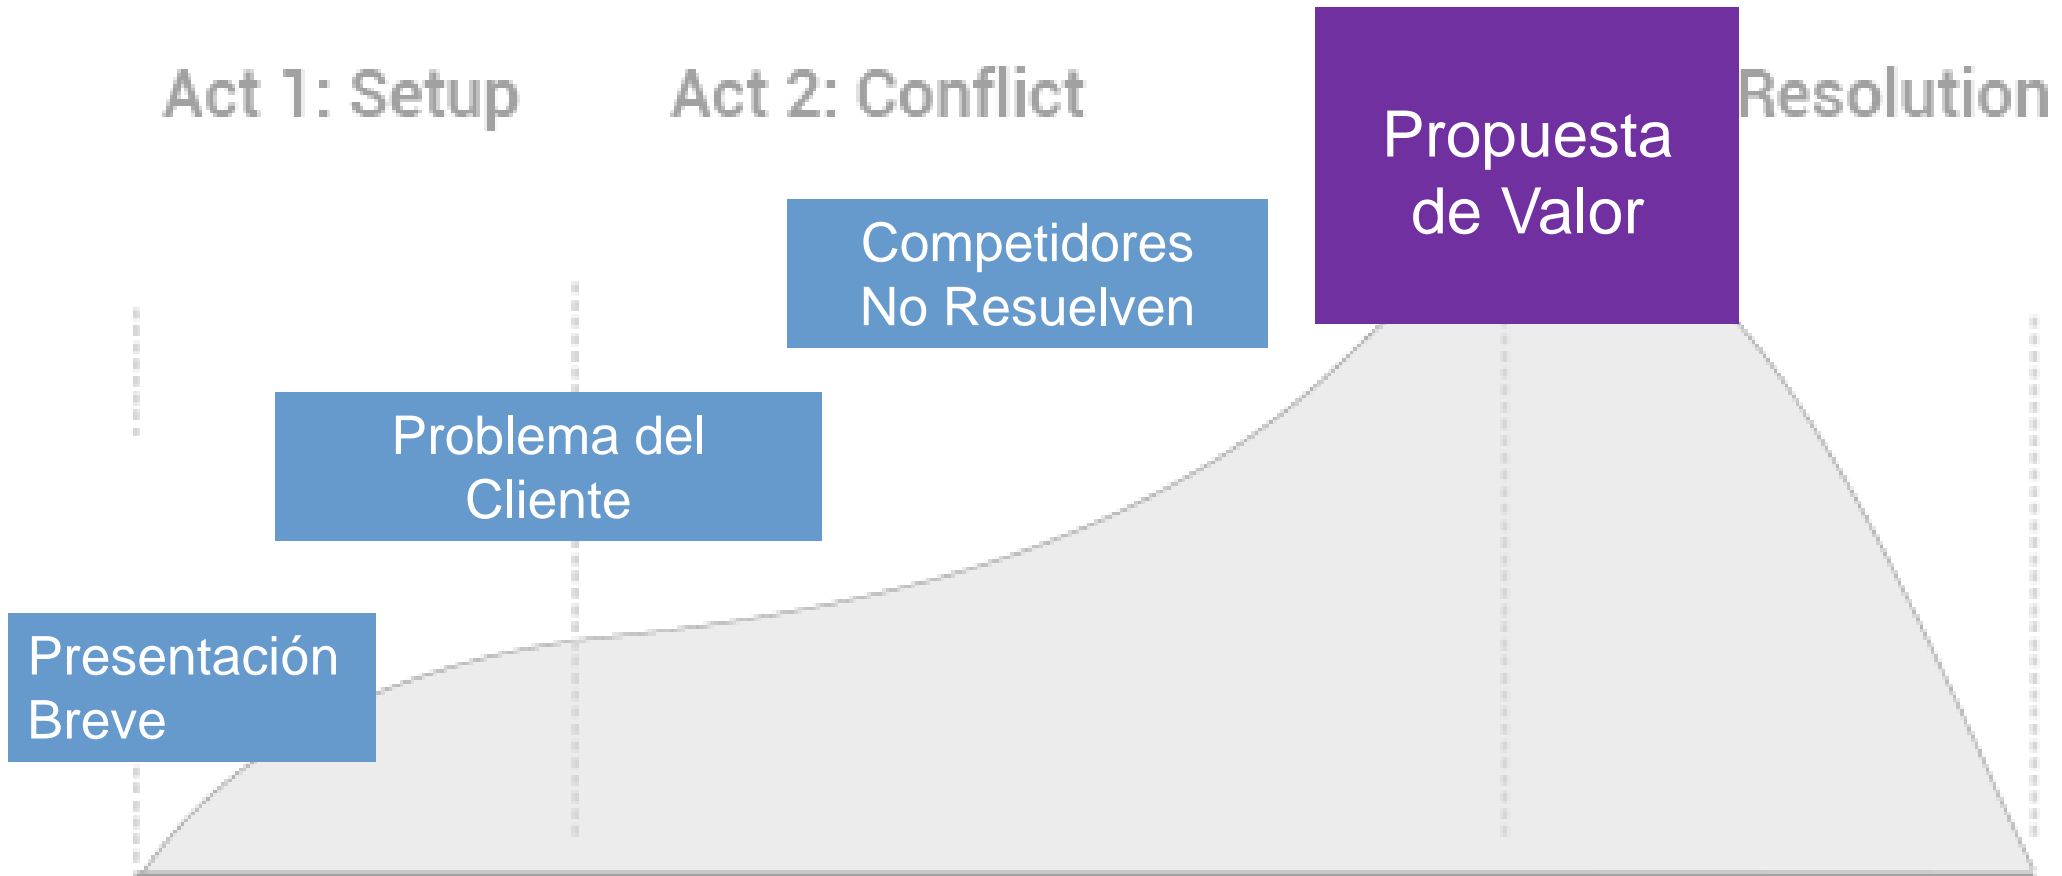 Act 1: Setup
Act 2: Conflict
Resolution
Propuesta
de Valor
Competidores
No Resuelven
Problema del
Cliente
Presentación
Breve